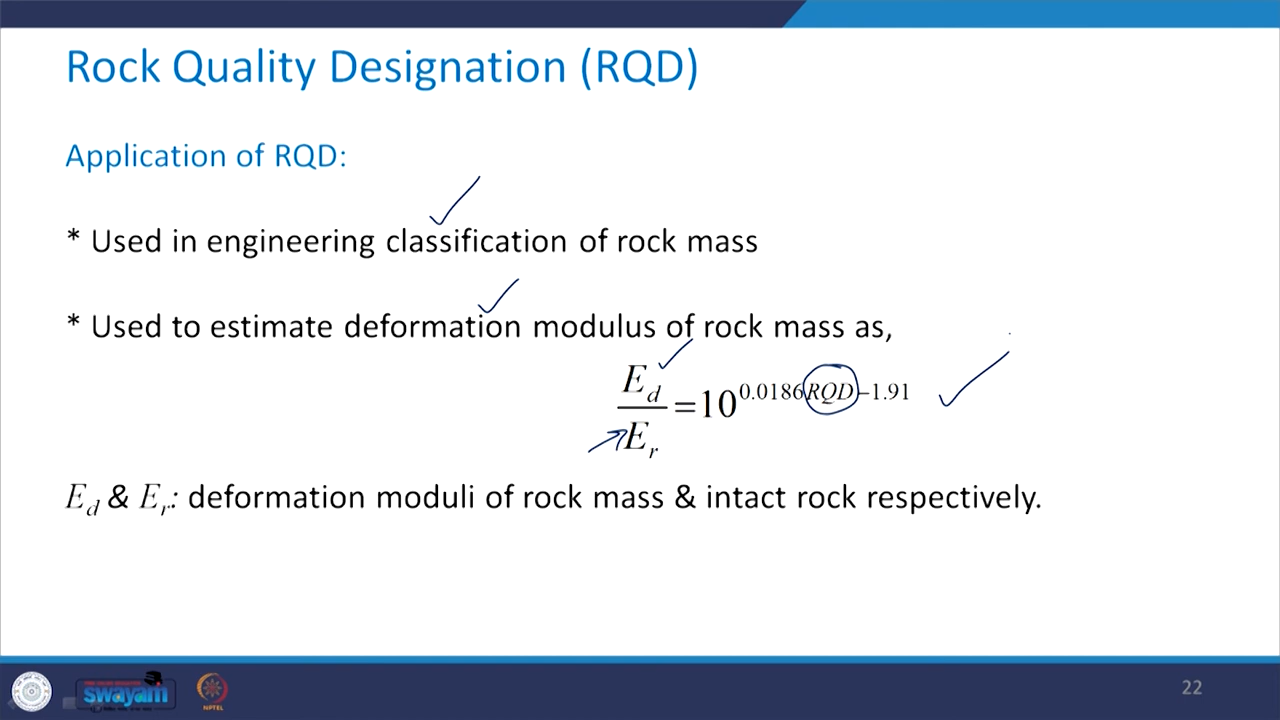 Rock Quality Designation (RQD)
Application of RQD:
* Used in engineering classification of rock mass
* Used to estimate deformation modulus of rock mass as,
E_d / E_r = 10^{0.0186RQD−1.91}
E_d & E_r: deformation moduli of rock mass & intact rock respectively.
swayam
NPTEL
22